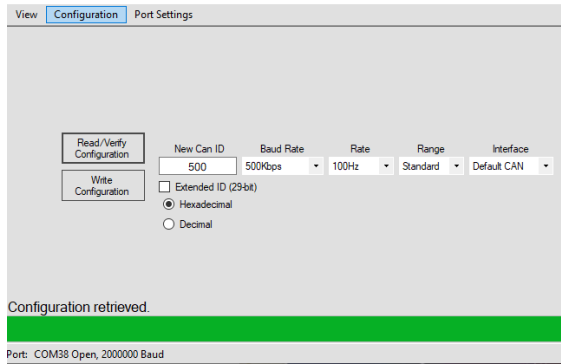 View Configuration Port Settings
Read/Verify
Configuration
New Can ID Baud Rate Rate Range Interface
500 500Kbps 100Hz Standard Default CAN
Write
Configuration
Extended ID (29-bit)
Hexadecimal
Decimal
Configuration retrieved.
Port: COM38 Open, 2000000 Baud